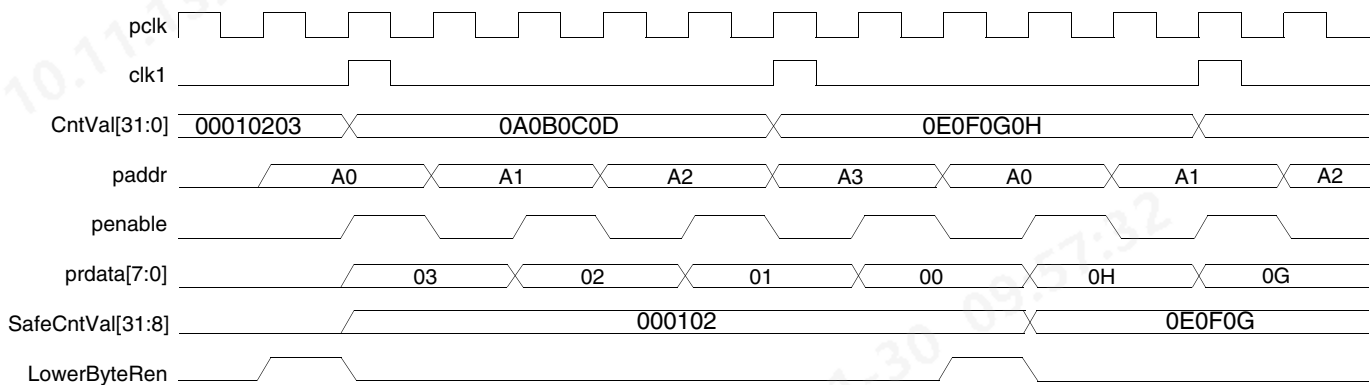 pclk
clk1
CntVal[31:0] 00010203 0A0B0C0D 0E0F0G0H
paddr A0 A1 A2 A3 A0 A1 A2
penable
prdata[7:0] 03 02 01 00 0H 0G
SafeCntVal[31:8] 000102 0E0F0G
LowerByteRen